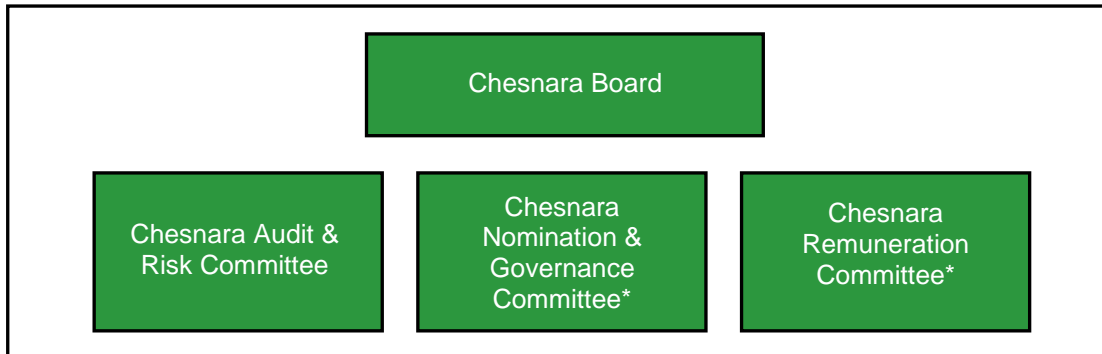 Chesnara Board
Chesnara Audit &
Risk Committee
Chesnara
Nomination &
Governance
Committee*
Chesnara
Remuneration
Committee*